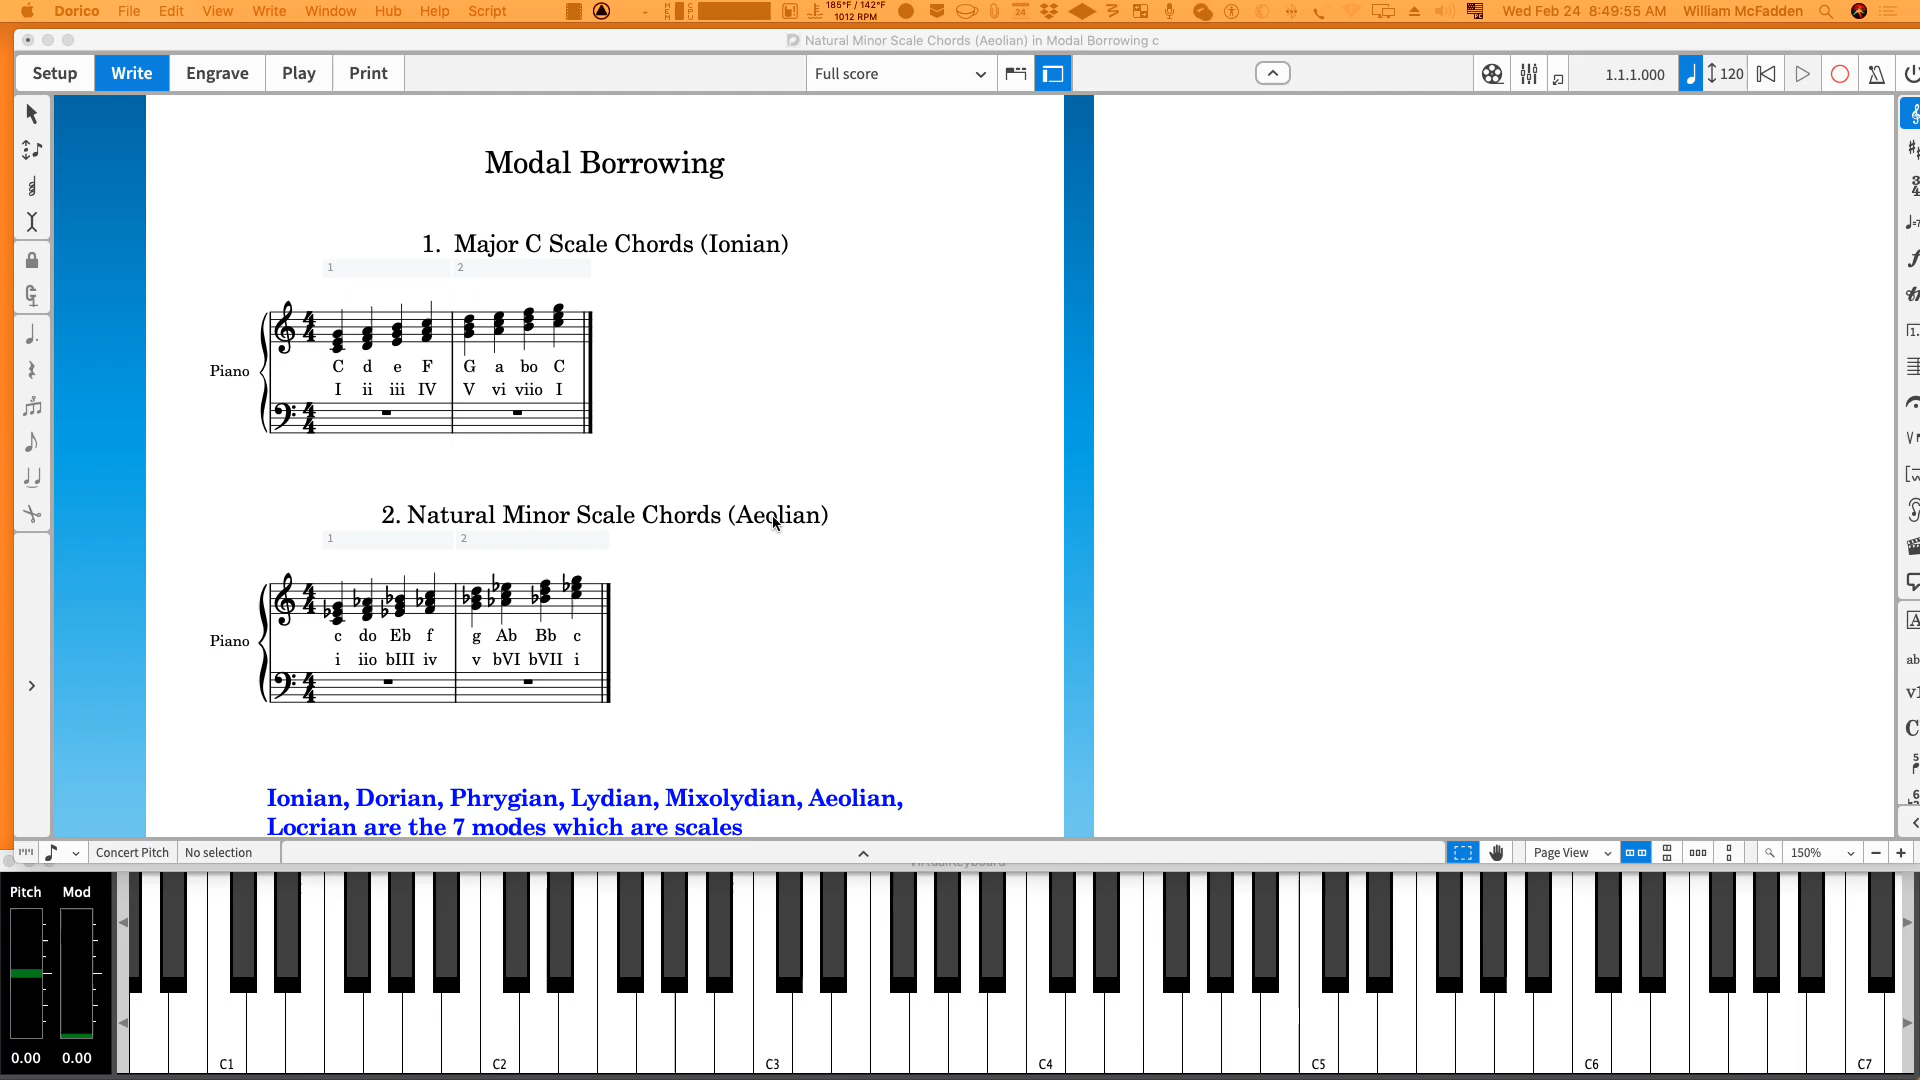 Dorico File Edit View Write Window Hub Help Script 185°F / 142°F 1012 RPM 24 Wed Feb 24 8:49:55 AM William McFadden
Natural Minor Scale Chords (Aeolian) in Modal Borrowing c
Setup Write Engrave Play Print Full score 1.1.1.000 120
Modal Borrowing
1. Major C Scale Chords (Ionian)
1 2
C d e F G a bo C
Piano
I ii iii IV V vi viio I
2. Natural Minor Scale Chords (Aeolian)
1 2
c do Eb f g Ab Bb c
Piano
i iio bIII iv v bVI bVII i
Ionian, Dorian, Phrygian, Lydian, Mixolydian, Aeolian,
Locrian are the 7 modes which are scales
Concert Pitch No selection Page View 150%
Pitch Mod
0.00 0.00
C1 C2 C3 C4 C5 C6 C7